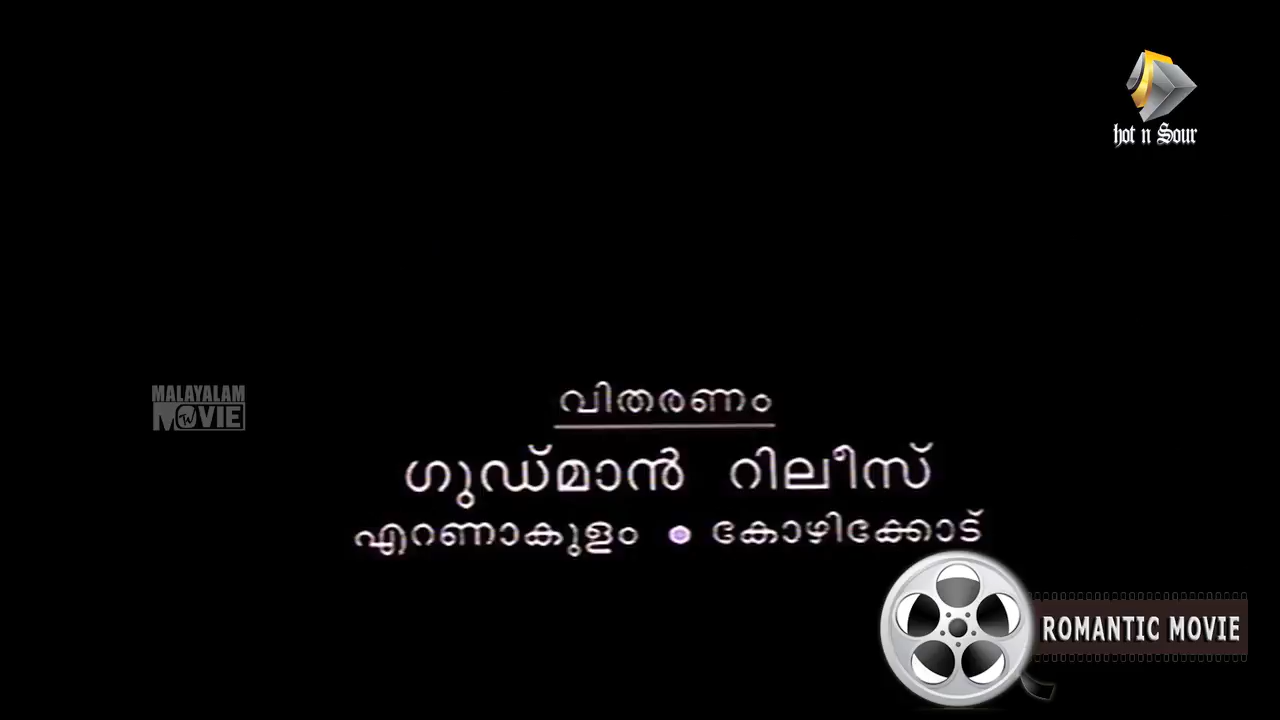 hot n Sour
MALAYALAM
MOVIE
വിതരണം
ഗുഡ്മാൻ റിലീസ്
എറണാകുളം • കോഴിക്കോട്
ROMANTIC MOVIE